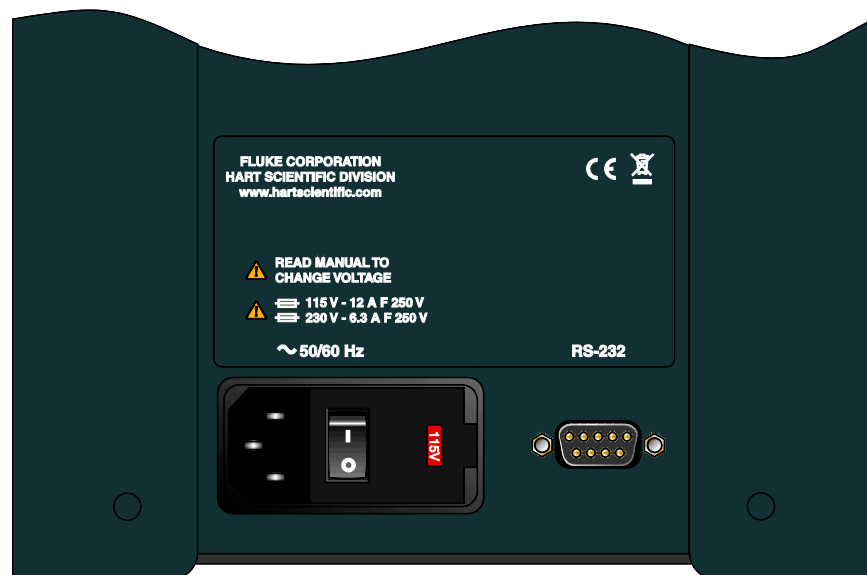 FLUKE CORPORATION
HART SCIENTIFIC DIVISION
www.hartscientific.com
CE
READ MANUAL TO
CHANGE VOLTAGE
115 V - 12 A F 250 V
230 V - 6.3 A F 250 V
~ 50/60 Hz
RS-232
I
O
115V